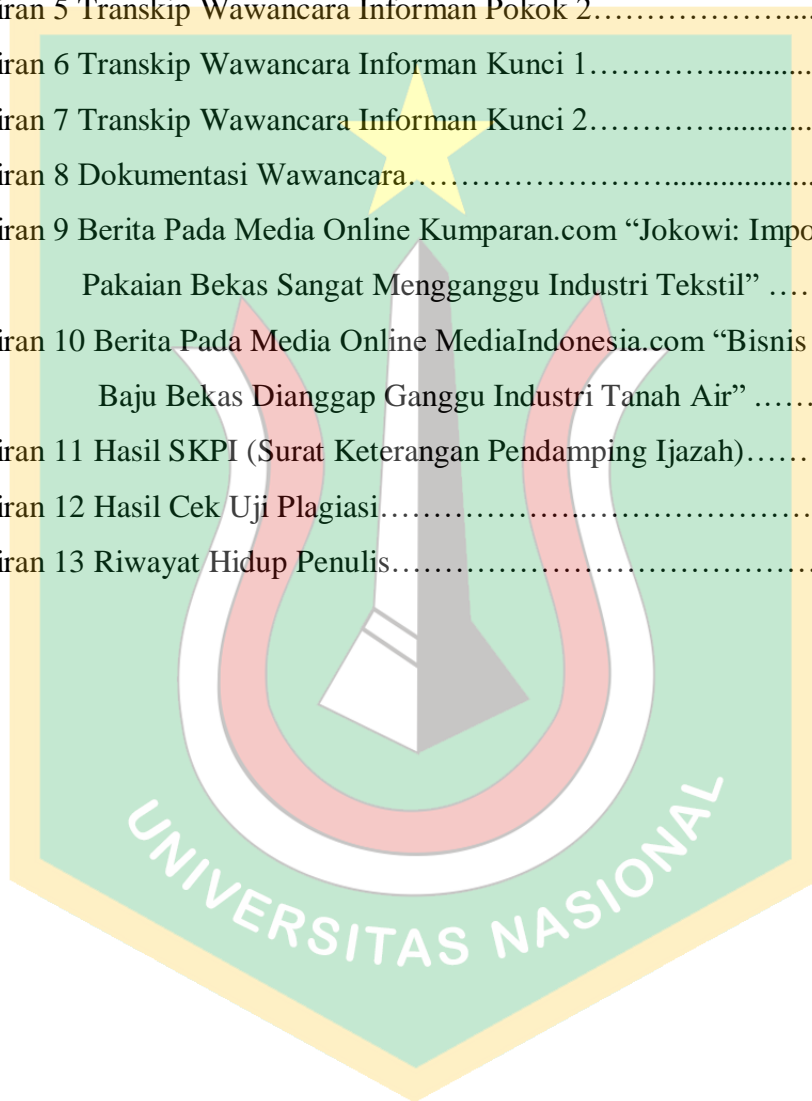 iran 5 Transkip Wawancara Informan Pokok 2……………………....
iran 6 Transkip Wawancara Informan Kunci 1…………...............
iran 7 Transkip Wawancara Informan Kunci 2…………...............
iran 8 Dokumentasi Wawancara……………………....................
iran 9 Berita Pada Media Online Kumparan.com “Jokowi: Impo
Pakaian Bekas Sangat Mengganggu Industri Tekstil” ….
iran 10 Berita Pada Media Online MediaIndonesia.com “Bisnis
Baju Bekas Dianggap Ganggu Industri Tanah Air” ……
iran 11 Hasil SKPI (Surat Keterangan Pendamping Ijazah)……
iran 12 Hasil Cek Uji Plagiasi……………………………………
iran 13 Riwayat Hidup Penulis……………………………………
UNIVERSITAS NASIONAL